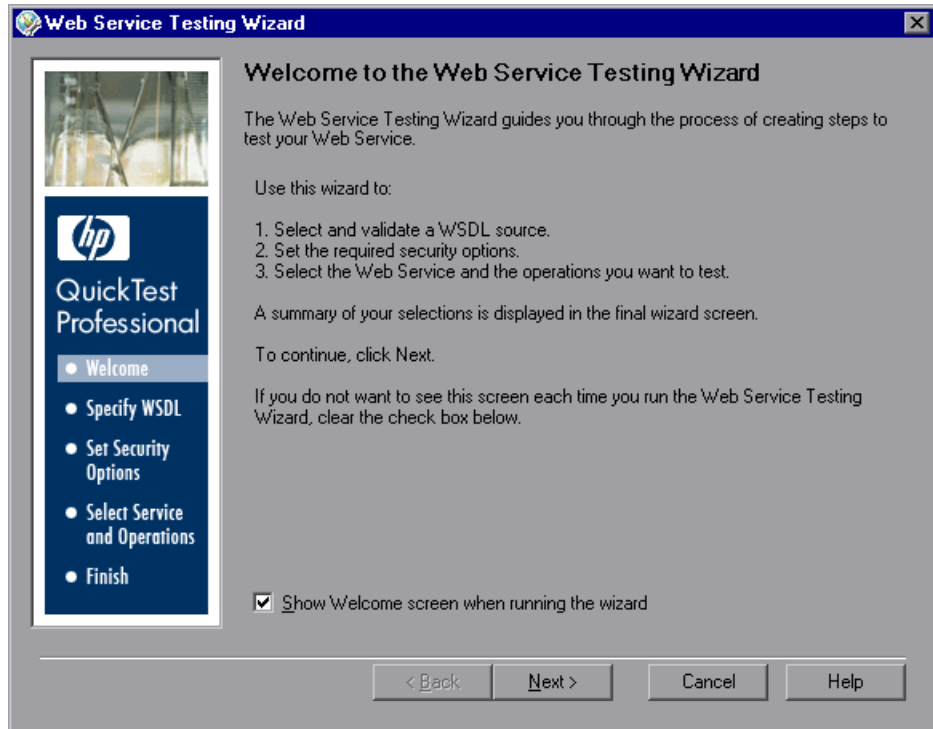 Web Service Testing Wizard
Welcome to the Web Service Testing Wizard
The Web Service Testing Wizard guides you through the process of creating steps to
test your Web Service.
Use this wizard to:
1. Select and validate a WSDL source.
2. Set the required security options.
3. Select the Web Service and the operations you want to test.
A summary of your selections is displayed in the final wizard screen.
To continue, click Next.
If you do not want to see this screen each time you run the Web Service Testing
Wizard, clear the check box below.
hp
QuickTest
Professional
Welcome
Specify WSDL
Set Security
Options
Select Service
and Operations
Finish
Show Welcome screen when running the wizard
< Back
Next >
Cancel
Help